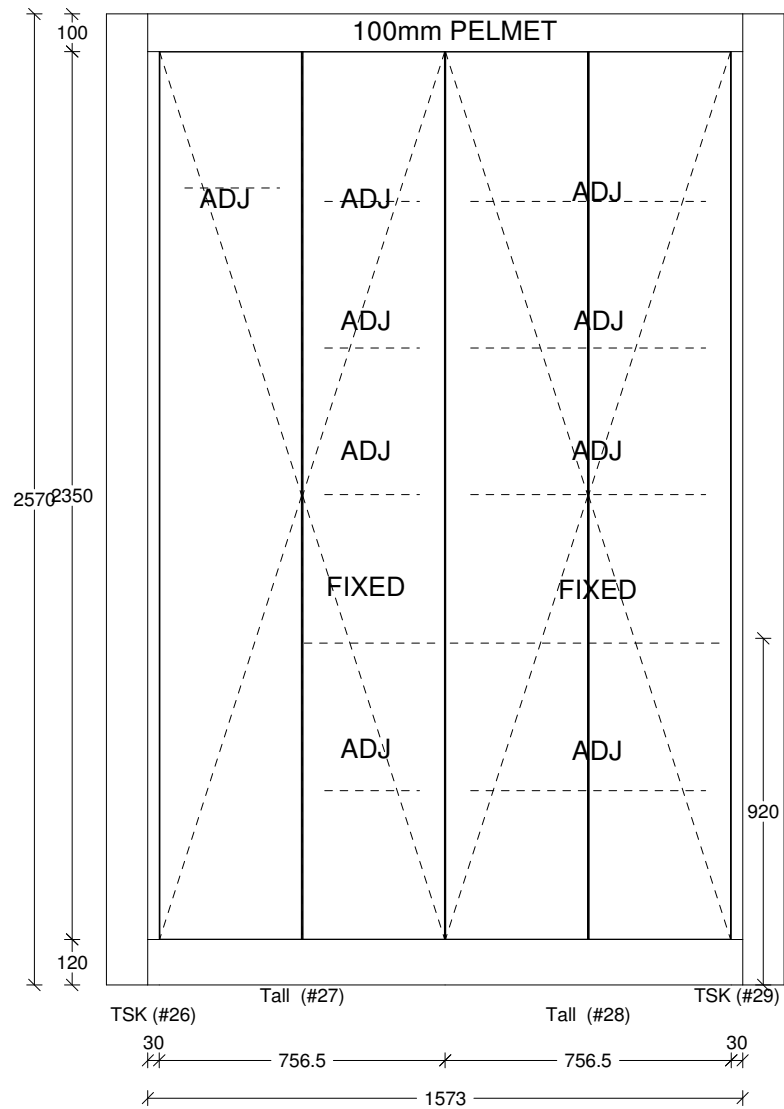 100mm PELMET
100
ADJ ADJ ADJ
ADJ ADJ
ADJ ADJ
2570 2350
FIXED FIXED
ADJ ADJ
920
120
TSK (#26) Tall (#27) Tall (#28) TSK (#29)
30 756.5 756.5 30
1573